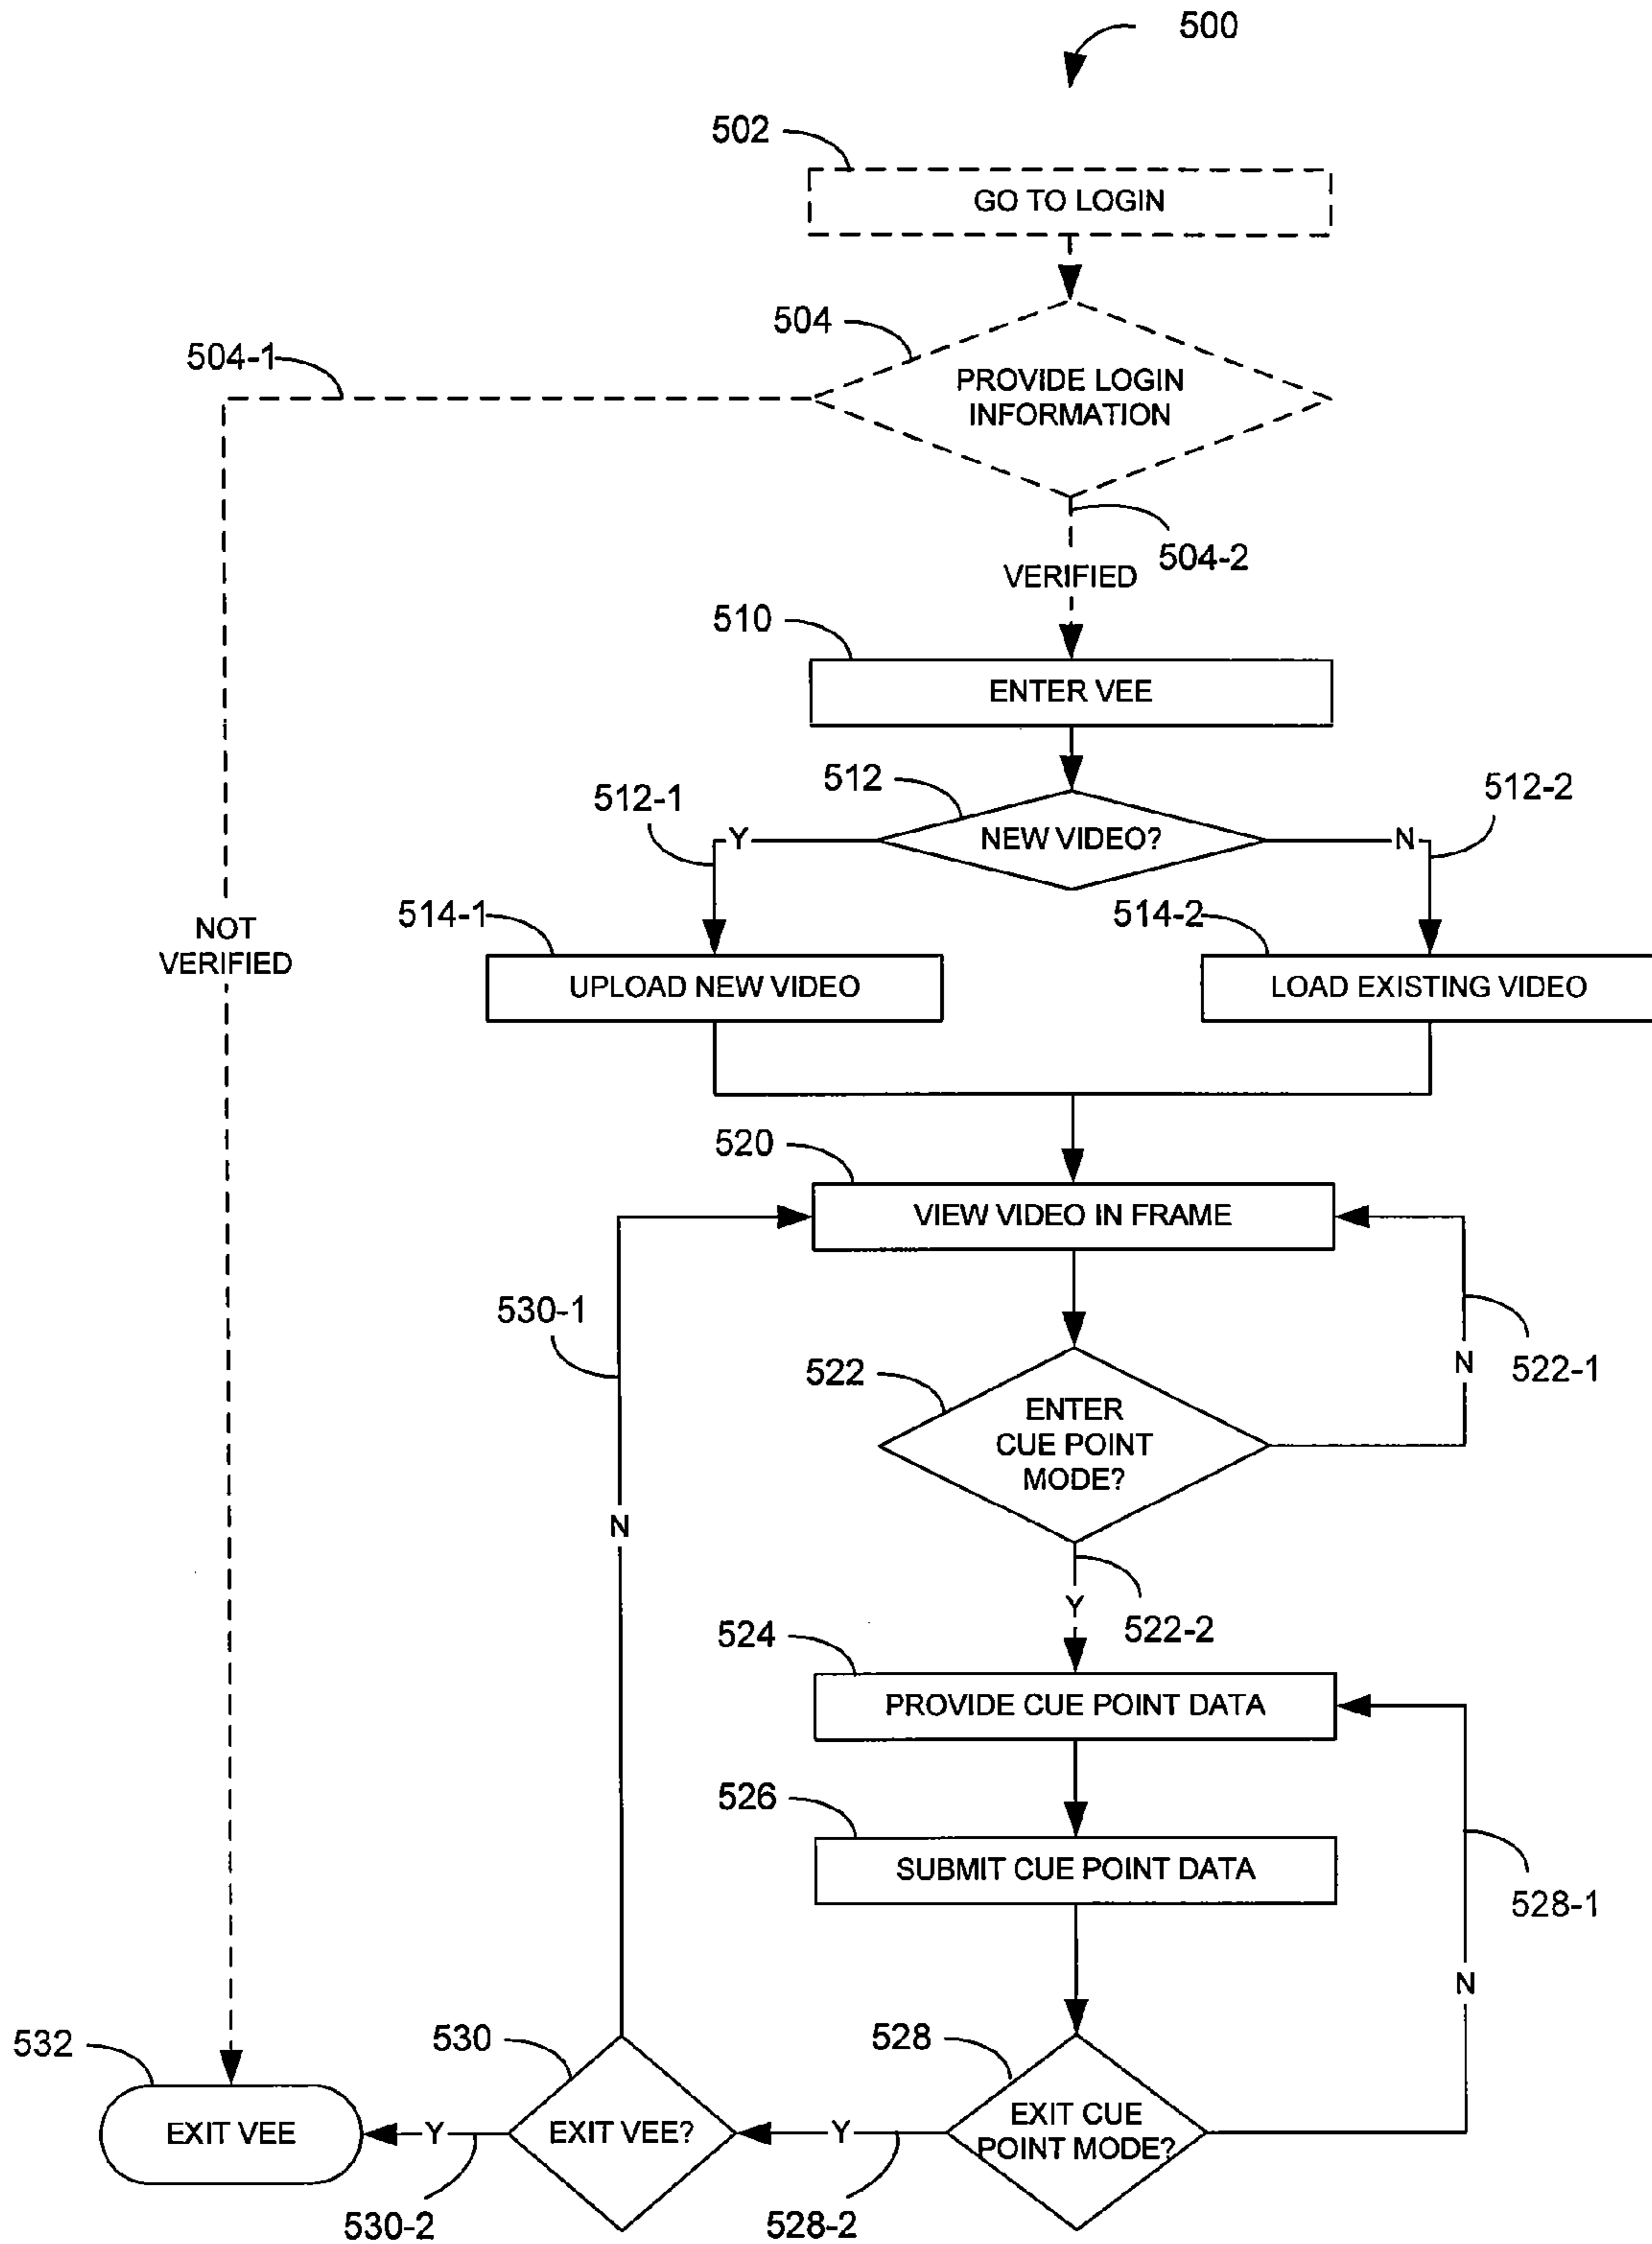 500
502
GO TO LOGIN
504
504-1
PROVIDE LOGIN
INFORMATION
504-2
VERIFIED
510
ENTER VEE
512
512-1
512-2
Y
NEW VIDEO?
N
514-1
514-2
NOT
VERIFIED
UPLOAD NEW VIDEO
LOAD EXISTING VIDEO
520
VIEW VIDEO IN FRAME
530-1
522
N
522-1
ENTER
CUE POINT
MODE?
N
Y
522-2
524
PROVIDE CUE POINT DATA
526
SUBMIT CUE POINT DATA
528-1
N
532
530
528
EXIT VEE
Y
EXIT VEE?
Y
EXIT CUE
POINT MODE?
530-2
528-2